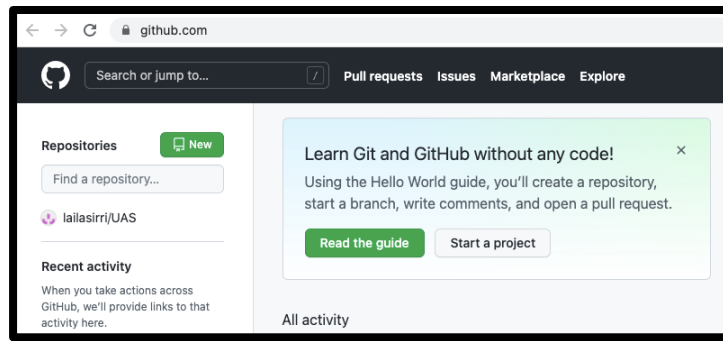 github.com
Search or jump to... / Pull requests Issues Marketplace Explore
Repositories New
Find a repository...
lailasirri/UAS
Recent activity
When you take actions across
GitHub, we'll provide links to that
activity here.
Learn Git and GitHub without any code!
Using the Hello World guide, you'll create a repository,
start a branch, write comments, and open a pull request.
Read the guide Start a project
All activity